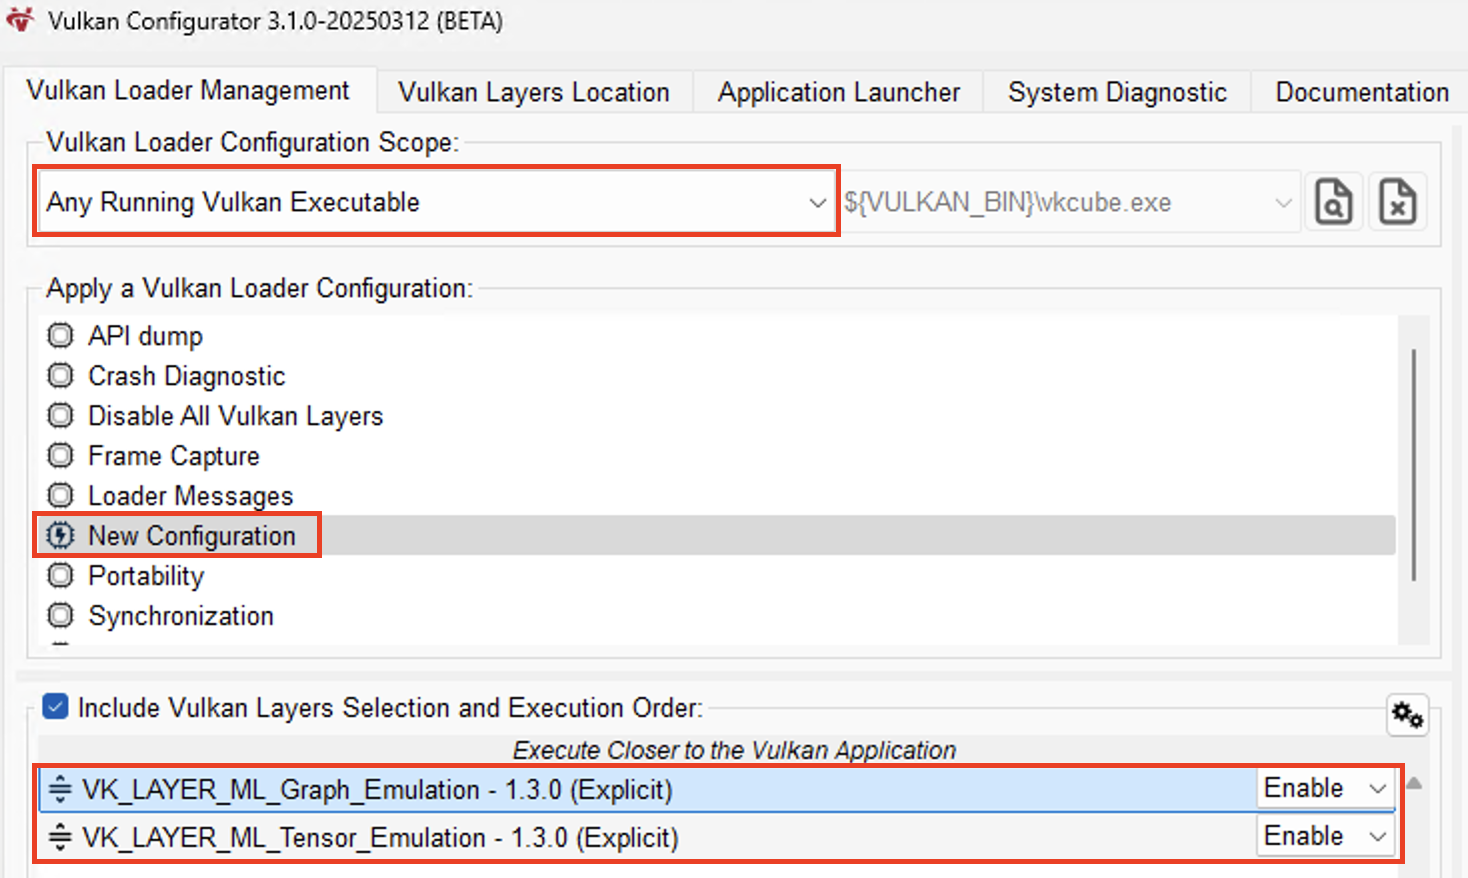 Vulkan Configurator 3.1.0-20250312 (BETA)
Vulkan Loader Management Vulkan Layers Location Application Launcher System Diagnostic Documentation
Vulkan Loader Configuration Scope:
Any Running Vulkan Executable ${VULKAN_BIN}\vkcube.exe
Apply a Vulkan Loader Configuration:
API dump
Crash Diagnostic
Disable All Vulkan Layers
Frame Capture
Loader Messages
New Configuration
Portability
Synchronization
Include Vulkan Layers Selection and Execution Order:
Execute Closer to the Vulkan Application
VK_LAYER_ML_Graph_Emulation - 1.3.0 (Explicit) Enable
VK_LAYER_ML_Tensor_Emulation - 1.3.0 (Explicit) Enable